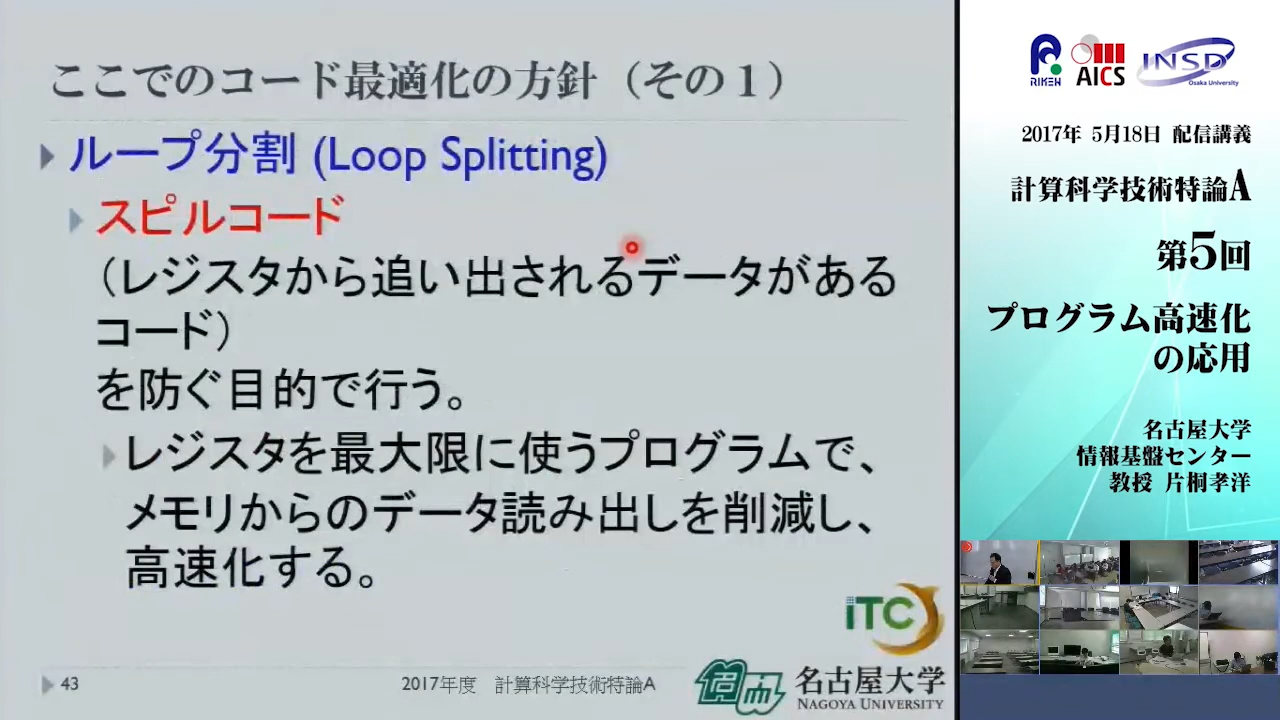 ここでのコード最適化の方針（その１）
ループ分割 (Loop Splitting)
スピルコード
（レジスタから追い出されるデータがある
コード）
を防ぐ目的で行う。
レジスタを最大限に使うプログラムで、
メモリからのデータ読み出しを削減し、
高速化する。
iTC
43
2017年度 計算科学技術特論A
名古屋大学
NAGOYA UNIVERSITY
RIKEN
AICS
INSD
Osaka University
2017年 5月18日 配信講義
計算科学技術特論A
第5回
プログラム高速化
の応用
名古屋大学
情報基盤センター
教授 片桐孝洋